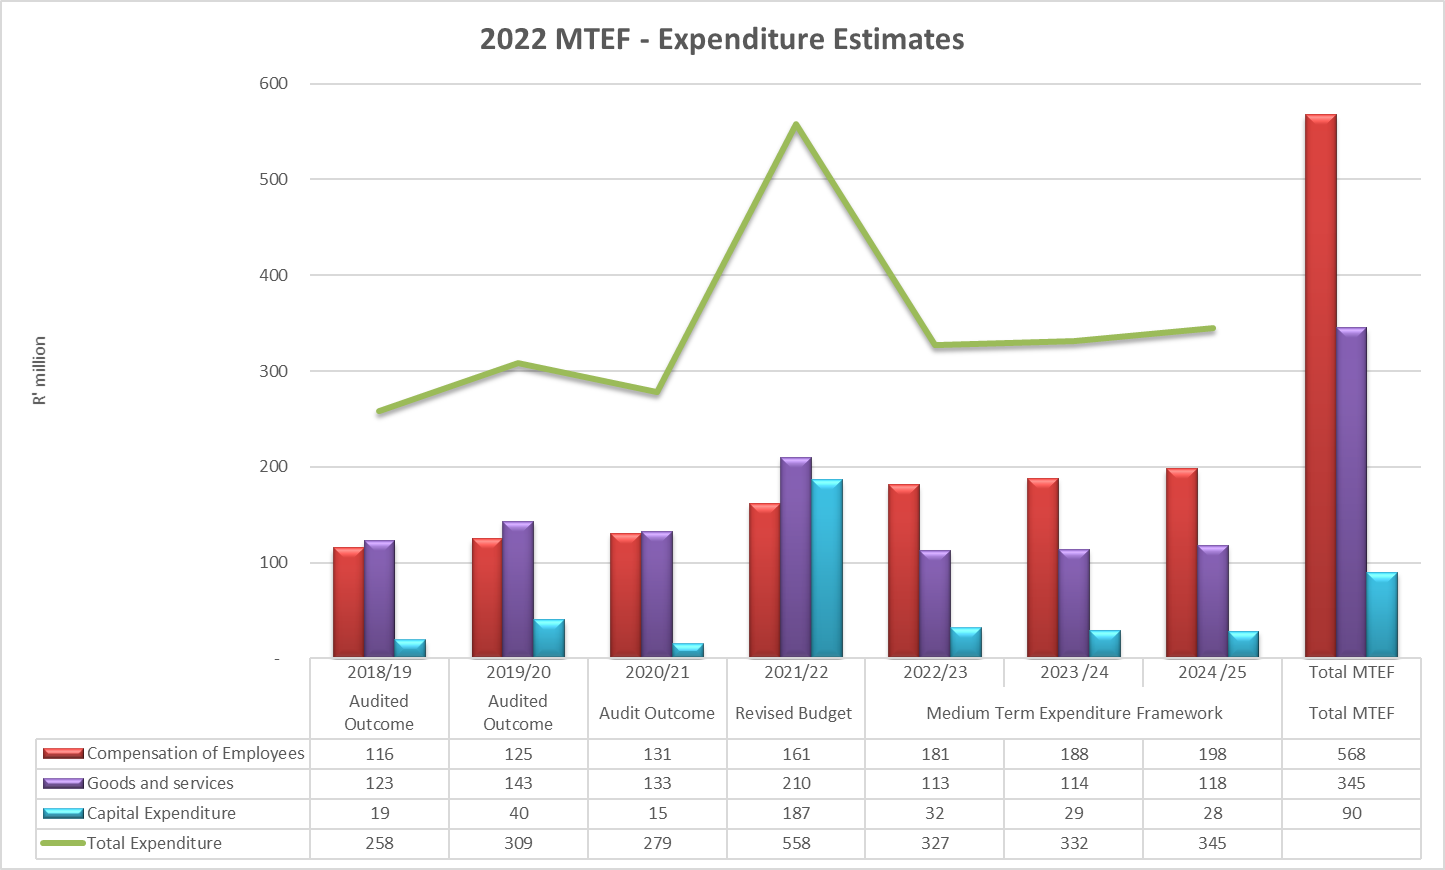 2022 MTEF - Expenditure Estimates
600
500
400
300
200
100
-
R' million
2018/19 2019/20 2020/21 2021/22 2022/23 2023 /24 2024 /25 Total MTEF
Audited Outcome Audited Outcome Audit Outcome Revised Budget Medium Term Expenditure Framework Total MTEF
Compensation of Employees 116 125 131 161 181 188 198 568
Goods and services 123 143 133 210 113 114 118 345
Capital Expenditure 19 40 15 187 32 29 28 90
Total Expenditure 258 309 279 558 327 332 345